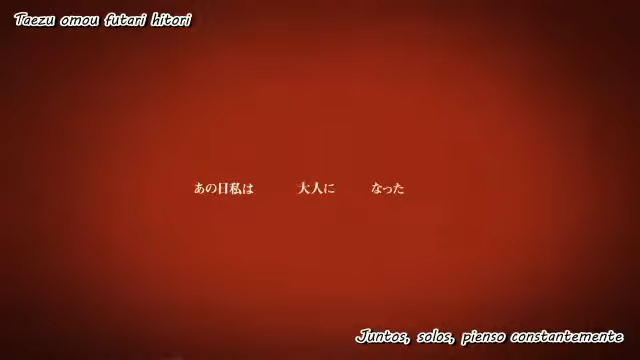 Taezu omou futari hitori
あの日私は 大人に なった
Juntos, solos, pienso constantemente